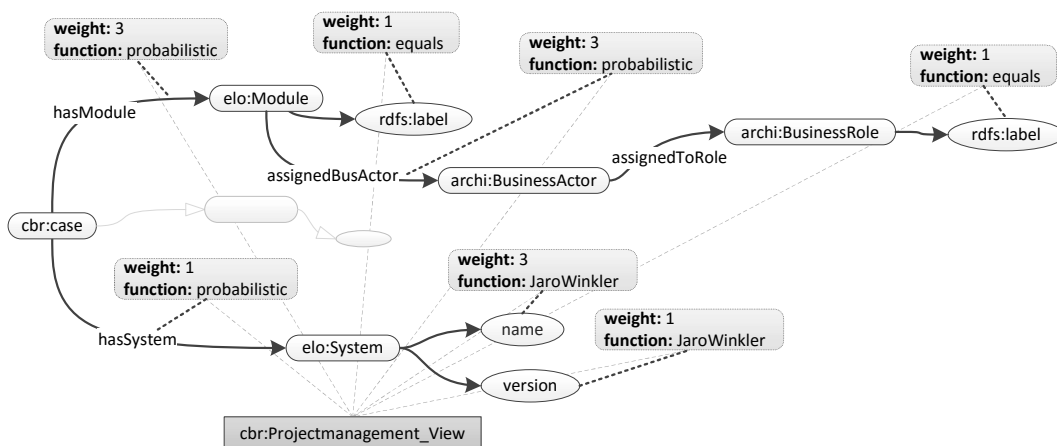 weight: 3
function: probabilistic
weight: 1
function: equals
weight: 3
function: probabilistic
weight: 1
function: equals
hasModule
elo:Module
rdfs:label
archi:BusinessRole
rdfs:label
assignedToRole
assignedBusActor
archi:BusinessActor
cbr:case
weight: 1
function: probabilistic
weight: 3
function: JaroWinkler
hasSystem
elo:System
name
weight: 1
function: JaroWinkler
version
cbr:Projectmanagement_View